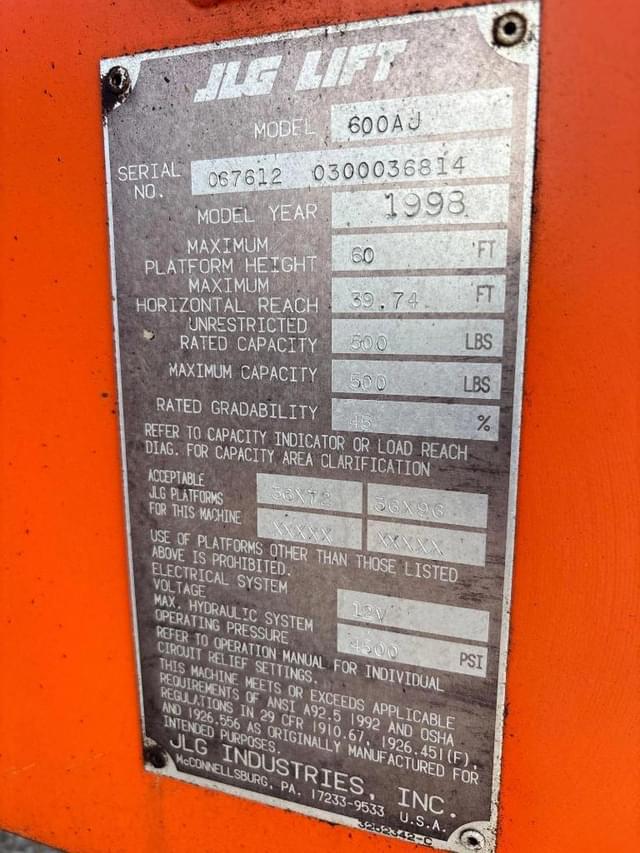 JLG LIFT
MODEL 600AJ
SERIAL NO. 067612 0300036814
MODEL YEAR 1998
MAXIMUM PLATFORM HEIGHT 60 FT
MAXIMUM HORIZONTAL REACH 39.74 FT
UNRESTRICTED RATED CAPACITY 500 LBS
MAXIMUM CAPACITY 500 LBS
RATED GRADABILITY 45 %
REFER TO CAPACITY INDICATOR OR LOAD REACH
DIAG. FOR CAPACITY AREA CLARIFICATION
ACCEPTABLE
JLG PLATFORMS 36X72 36X96
FOR THIS MACHINE XXXXX XXXXX
USE OF PLATFORMS OTHER THAN THOSE LISTED
ABOVE IS PROHIBITED.
ELECTRICAL SYSTEM
VOLTAGE 12V
MAX. HYDRAULIC SYSTEM
OPERATING PRESSURE 4500 PSI
REFER TO OPERATION MANUAL FOR INDIVIDUAL
CIRCUIT RELIEF SETTINGS.
THIS MACHINE MEETS OR EXCEEDS APPLICABLE
REQUIREMENTS OF ANSI A92.5 1992 AND OSHA
REGULATIONS IN 29 CFR 1910.67, 1926.451(F),
AND 1926.556 AS ORIGINALLY MANUFACTURED FOR
INTENDED PURPOSES.
JLG INDUSTRIES, INC.
McCONNELLSBURG, PA. 17233-9533 U.S.A.
3252342-C